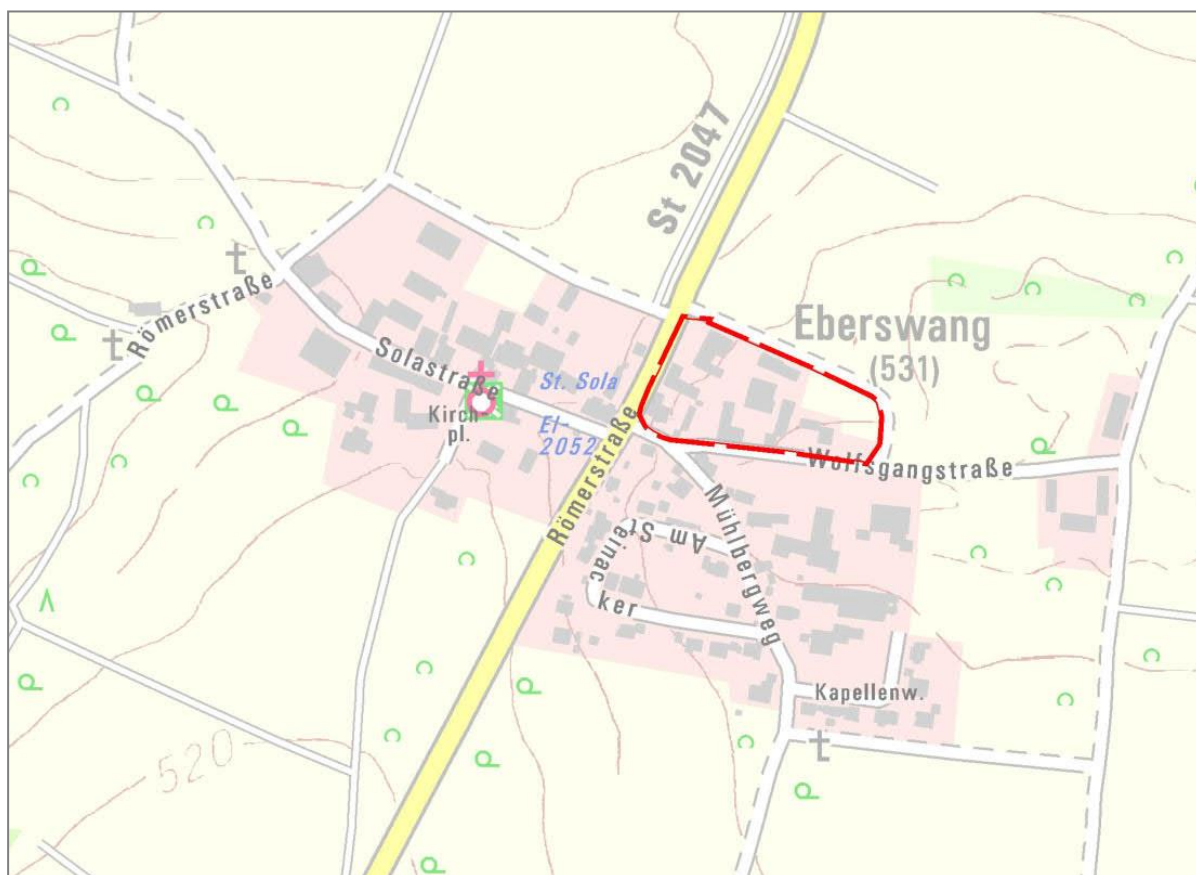 St 2047
Eberswang
(531)
Römerstraße
Solastraße
St. Sola
Kirch
pl.
EI-
2052
Römerstraße
Wolfsgangstraße
Mühlbergweg
Am Steinac
ker
Kapellenw.
520